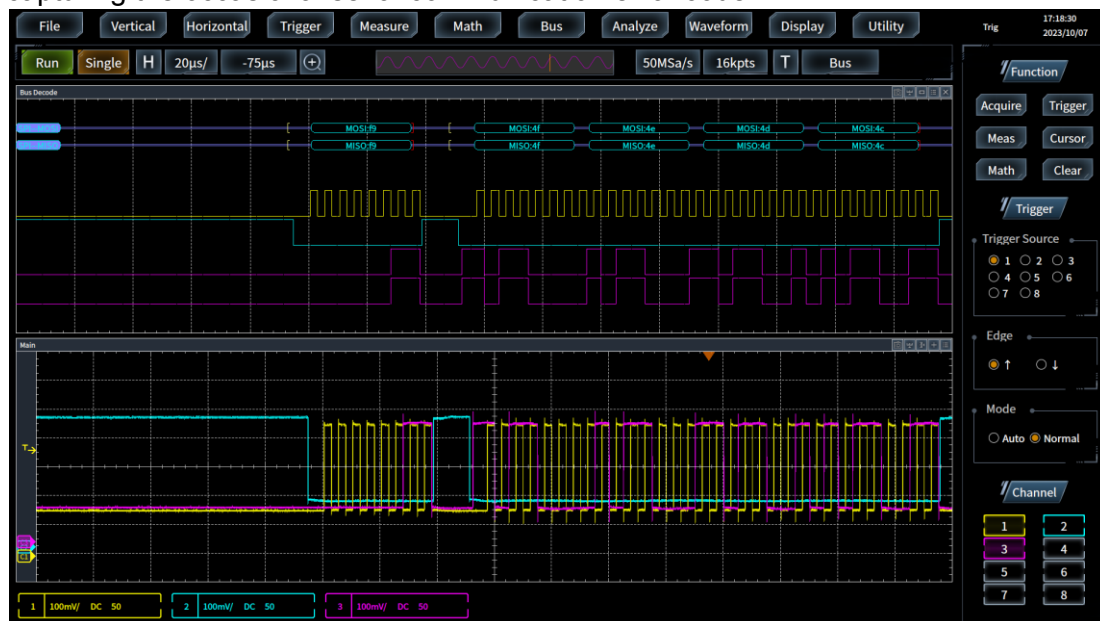 File Vertical Horizontal Trigger Measure Math Bus Analyze Waveform Display Utility Trig 17:18:30
2023/10/07
Run Single H 20μs/ -75μs 50MSa/s 16kpts T Bus
Function
Bus Decode
Acquire Trigger
Meas Cursor
Math Clear
MOSI:f9 MOSI:4f MOSI:4e MOSI:4d MOSI:4c
MISO:f9 MISO:4f MISO:4e MISO:4d MISO:4c
Trigger
Trigger Source
1 2 3
4 5 6
7 8
Edge
↑ ↓
Main
Mode
Auto Normal
T
Channel
1 2
3 4
5 6
7 8
C1
1 100mV/ DC 50 2 100mV/ DC 50 3 100mV/ DC 50